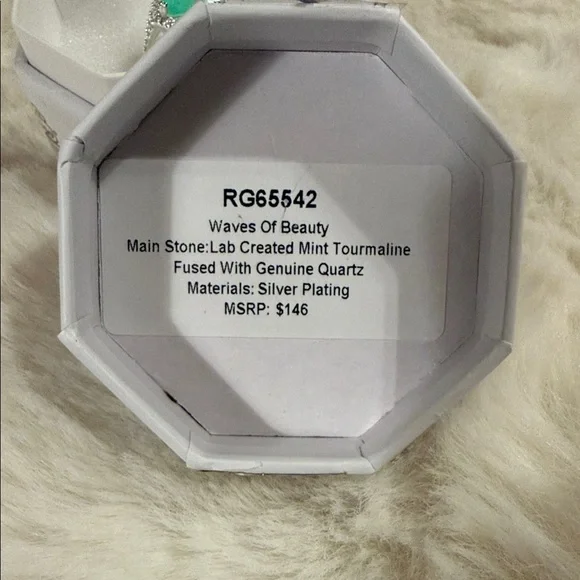 RG65542
Waves Of Beauty
Main Stone:Lab Created Mint Tourmaline
Fused With Genuine Quartz
Materials: Silver Plating
MSRP: $146